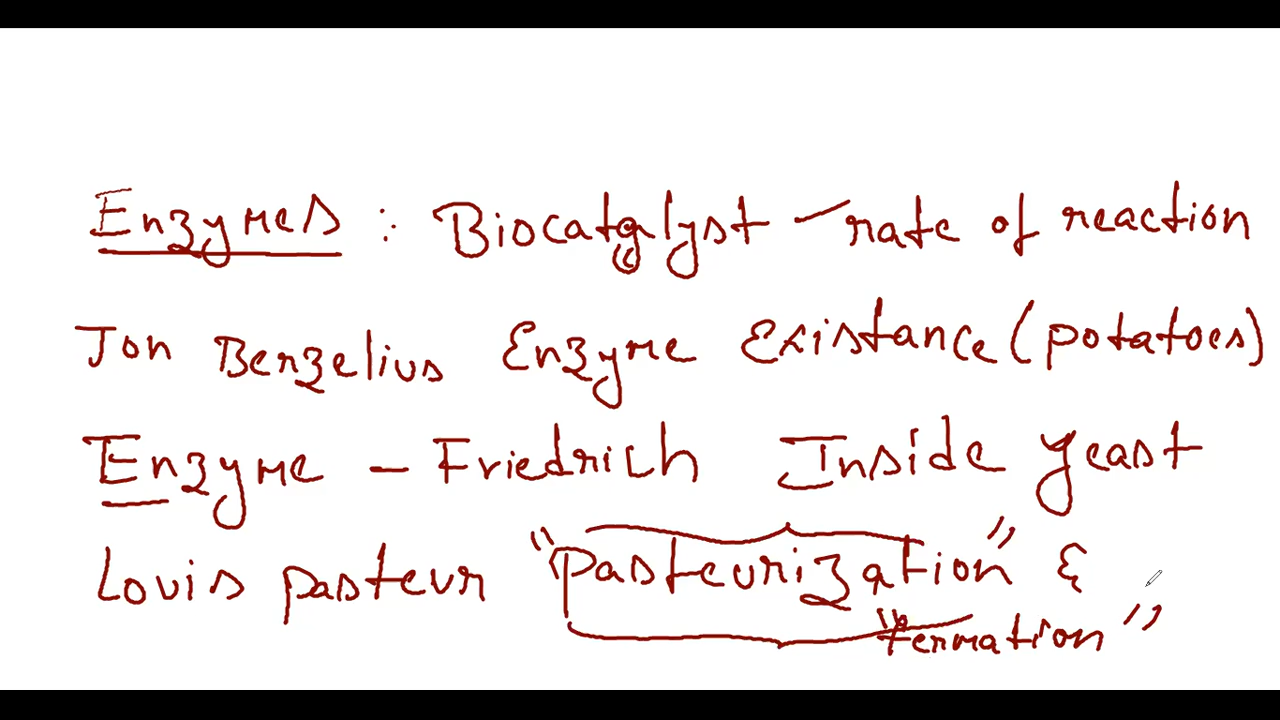 Enzymes : Biocatalyst - rate of reaction
Jon Berzelius Enzyme Existance (potatoes)
Enzyme - Friedrich Inside yeast
Louis pasteur "pasteurization" &
"fermation"